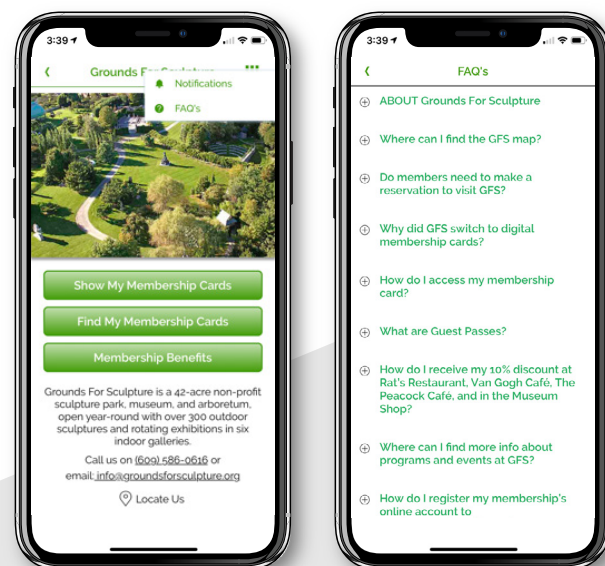 3:39
Grounds For Sculpture
Notifications
FAQ's
Show My Membership Cards
Find My Membership Cards
Membership Benefits
Grounds For Sculpture is a 42-acre non-profit
sculpture park, museum, and arboretum,
open year-round with over 300 outdoor
sculptures and rotating exhibitions in six
indoor galleries.
Call us on (609) 586-0616 or
email: info@groundsforsculpture.org
Locate Us
3:39
FAQ's
ABOUT Grounds For Sculpture
Where can I find the GFS map?
Do members need to make a
reservation to visit GFS?
Why did GFS switch to digital
membership cards?
How do I access my membership
card?
What are Guest Passes?
How do I receive my 10% discount at
Rat's Restaurant, Van Gogh Café, The
Peacock Café, and in the Museum
Shop?
Where can I find more info about
programs and events at GFS?
How do I register my membership's
online account to